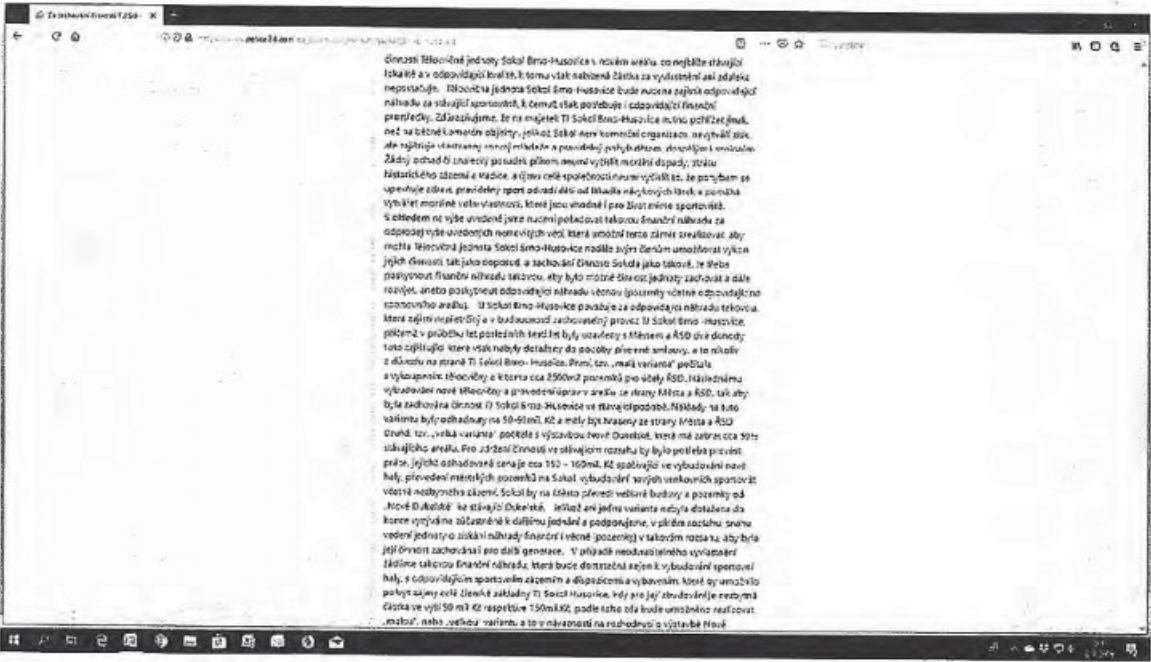 činnosti Tělocvičné jednoty Sokol Brno-Husovice v novém areálu, co nejblíže stávající
lokalitě a v odpovídající kvalitě, k tomu však nabízená částka za vyvlastnění ani zdaleka
nepostačuje. Tělocvičná jednota Sokol Brno-Husovice bude nucena zajistit odpovídající
náhradu za stávající sportoviště, k čemuž však potřebuje i odpovídající finanční
prostředky. Zdůrazňujeme, že na majetek TJ Sokol Brno-Husovice nutno pohlížet jinak,
než na běžné komerční objekty, jelikož Sokol není komerční organizace, nevytváří zisk,
ale zajišťuje všestranný rozvoj mládeže a pravidelný pohyb dětem, dospělým i seniorům
Žádný odhad či znalecký posudek přitom neumí vyčíslit morální dopady, ztrátu
historického zázemí a tradice, a újmu celé společnosti neumí vyčíslit to, že pohybem se
upevňuje zdraví, pravidelný sport odvádí děti od lákadla návykových látek a pomáhá
vytvářet morálně volní vlastnosti, které jsou vhodné i pro život mimo sportoviště.
S ohledem na výše uvedené jsme nuceni požadovat takovou finanční náhradu za
odprodej výše uvedených nemovitých věcí, která umožní tento záměr zrealizovat, aby
mohla Tělocvičná jednota Sokol Brno-Husovice nadále svým členům umožňovat výkon
jejich činnosti, tak jako doposud, a zachování činnosti Sokola jako takové, je třeba
poskytnout finanční náhradu takovou, aby bylo možné činnost jednoty zachovat a dále
rozvíjet, anebo poskytnout odpovídající náhradu věcnou (pozemky včetně odpovídajícího
sportovního areálu). TJ Sokol Brno-Husovice považuje za odpovídající náhradu takovou,
která zajistí nepřetržitý a v budoucnosti zachovatelný provoz TJ Sokol Brno-Husovice,
přičemž v průběhu let posledních let byly uzavřeny s Městem a ŘSD dvě dohody
toto zajišťující, které však nebyly dotaženy do podoby písemné smlouvy, a to nikoliv
z důvodu na straně TJ Sokol Brno-Husovice. První, tzv. „malá varianta" počítala
s vykoupením tělocvičny a k tomu cca 2500m2 pozemků pro účely ŘSD. Následnému
vybudování nové tělocvičny a provedení úprav v areálu ze strany Města a ŘSD, tak aby
byla zachována činnost TJ Sokol Brno-Husovice ve stávající podobě. Náklady na tuto
variantu byly odhadnuty na 50-60mil. Kč a měly být hrazeny ze strany Města a ŘSD
Druhá, tzv. „velká varianta" počítala s výstavbou Nové Dukelské, která má zabrat cca 30%
stávajícího areálu. Pro udržení činnosti ve stávajícím rozsahu by bylo potřeba provést
práce, jejichž odhadovaná cena je cca 150 – 160mil. Kč spočívající ve vybudování nové
haly, převedení městských pozemků na Sokol, vybudování nových venkovních sportovišť
včetně nezbytného zázemí. Sokol by na Město převedl veškeré budovy a pozemky od
„Nové Dukelské" ke stávající Dukelské. Jelikož ani jedna varianta nebyla dotažena do
konce vyzýváme zúčastněné k dalšímu jednání a podporujeme, v plném rozsahu, snahu
vedení jednoty o získání náhrady finanční i věcné (pozemky) v takovém rozsahu, aby byla
její činnost zachována i pro další generace. V případě neodvratitelného vyvlastnění
žádáme takovou finanční náhradu, která bude dostatečná nejen k vybudování sportovní
haly, s odpovídajícím sportovním zázemím a dispozicemi a vybavením, které by umožnilo
pokrýt zájmy celé členské základny TJ Sokol Husovice, kdy pro její zbudování je nezbytná
částka ve výši 50 mil Kč respektive 150mil.Kč, podle toho zda bude umožněno realizovat
„malou", nebo „velkou" variantu a to v návaznosti na rozhodnutí o výstavbě Nové